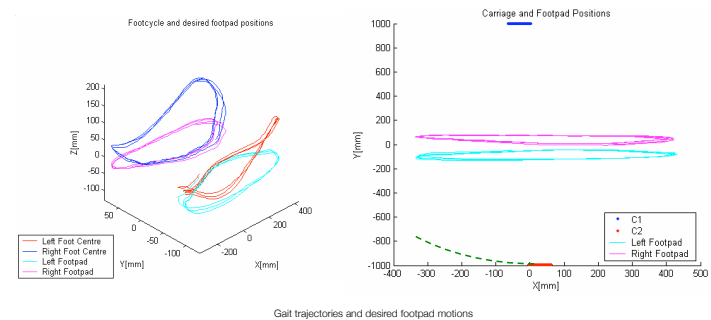 Footcycle and desired footpad positions
200
150
100
50
0
-50
-100
Z[mm]
50
0
-50
-100
Y[mm]
-200
0
200
400
X[mm]
Left Foot Centre
Right Foot Centre
Left Footpad
Right Footpad
Carriage and Footpad Positions
1000
800
600
400
200
0
-200
-400
-600
-800
-1000
Y[mm]
-400 -300 -200 -100 0 100 200 300 400 500
X[mm]
C1
C2
Left Footpad
Right Footpad
Gait trajectories and desired footpad motions